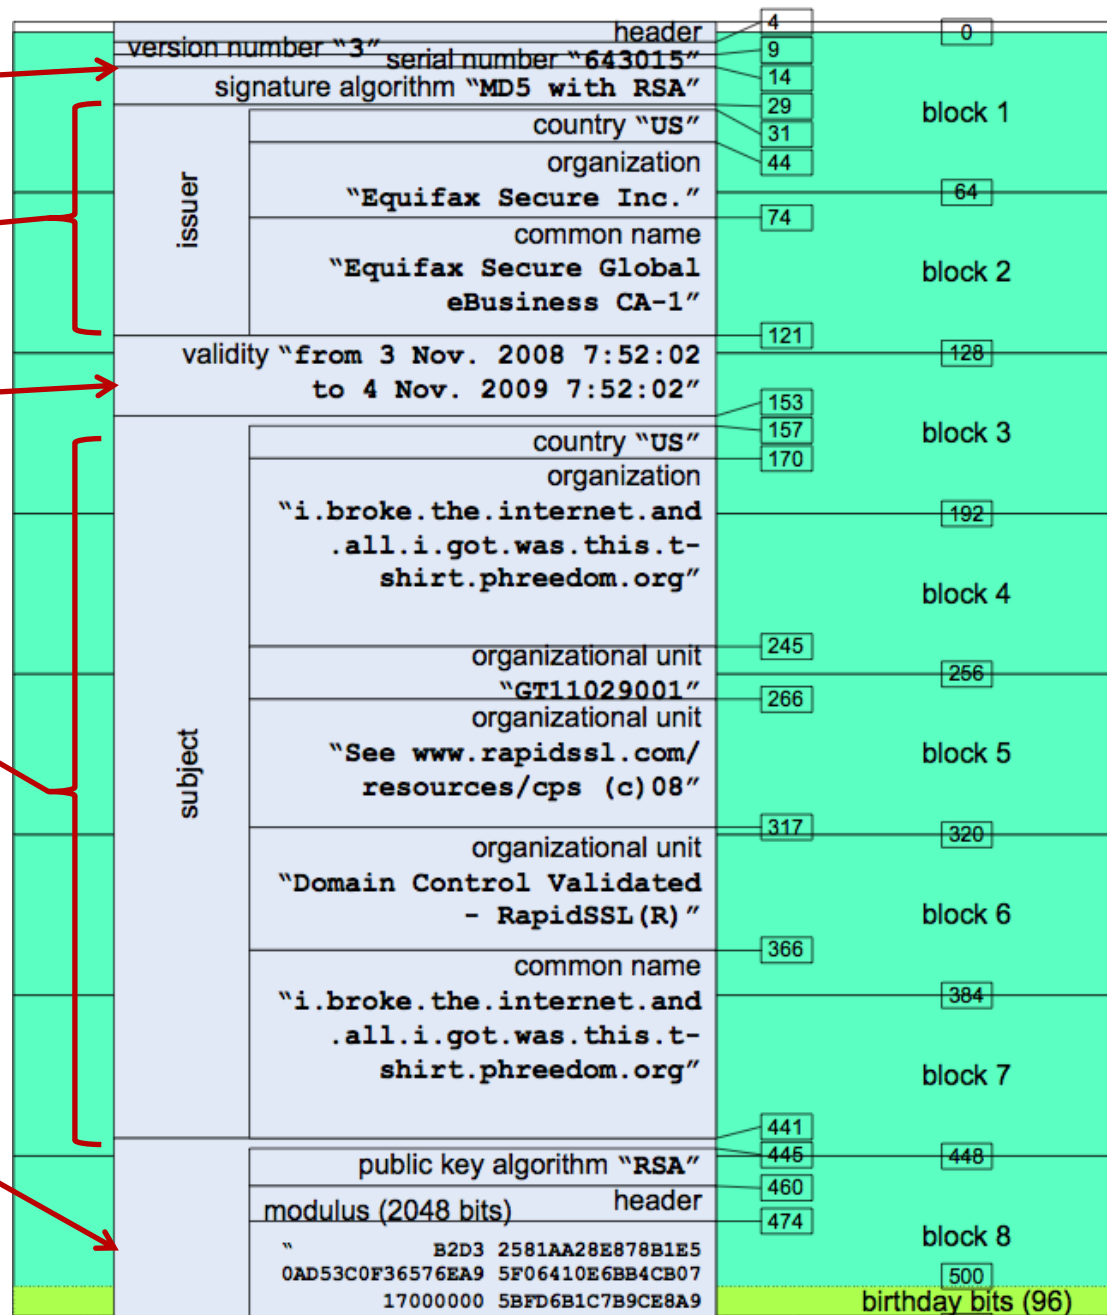 header 4 0
version number “3” 9
serial number “643015” 14
signature algorithm “MD5 with RSA” 29
block 1
issuer
country “US” 31
organization 44
“Equifax Secure Inc.” 64
common name 74
“Equifax Secure Global
eBusiness CA-1”
block 2
121
validity “from 3 Nov. 2008 7:52:02 128
to 4 Nov. 2009 7:52:02”
153
subject
country “US” 157
block 3
organization 170
“i.broke.the.internet.and 192
.all.i.got.was.this.t-
shirt.phreedom.org”
block 4
organizational unit 245
“GT11029001” 256
organizational unit 266
“See www.rapidssl.com/
resources/cps (c)08”
block 5
317
organizational unit 320
“Domain Control Validated
- RapidSSL(R)”
block 6
common name 366
“i.broke.the.internet.and 384
.all.i.got.was.this.t-
shirt.phreedom.org”
block 7
441
public key algorithm “RSA” 445 448
header 460
modulus (2048 bits) 474
block 8
“ B2D3 2581AA28E878B1E5
0AD53C0F36576EA9 5F06410E6BB4CB07 500
17000000 5BFD6B1C7B9CE8A9 birthday bits (96)